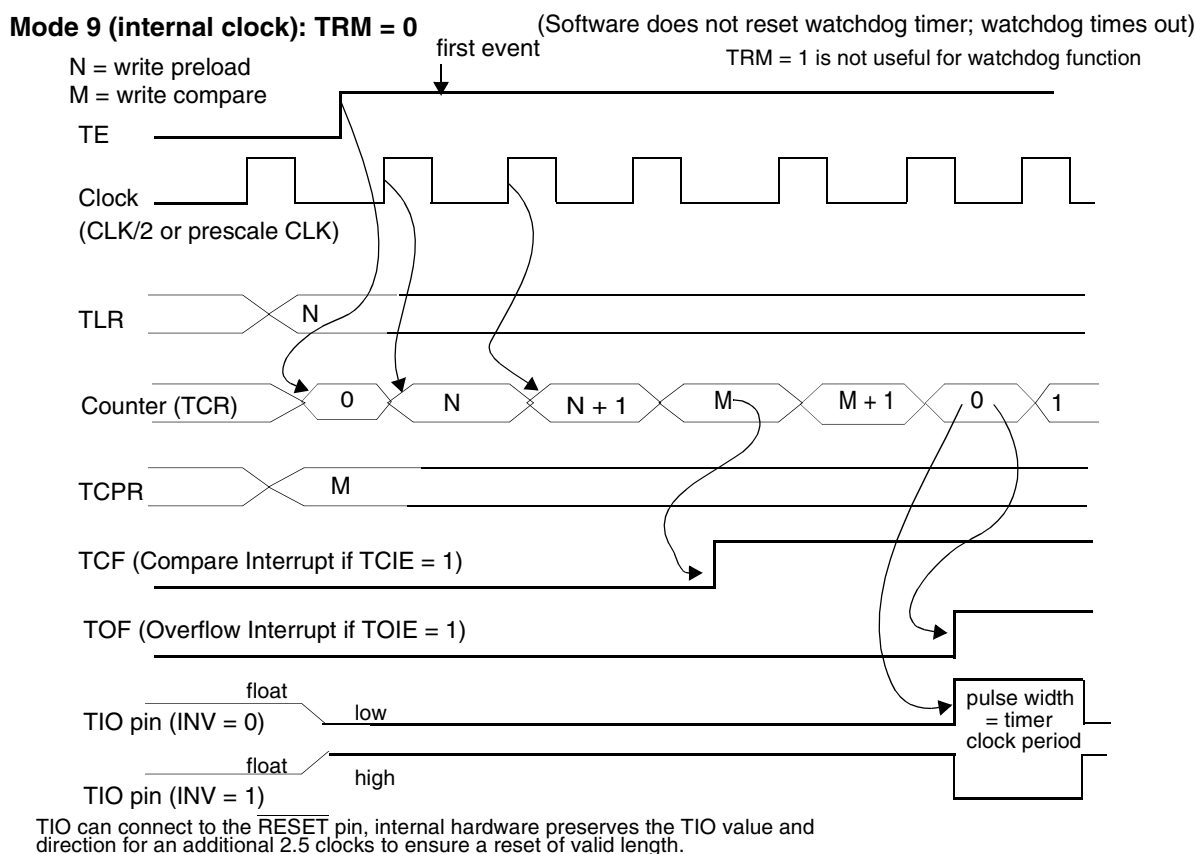 Mode 9 (internal clock): TRM = 0
(Software does not reset watchdog timer; watchdog times out)
first event
TRM = 1 is not useful for watchdog function
N = write preload
M = write compare
TE
Clock
(CLK/2 or prescale CLK)
TLR
N
Counter (TCR)
0
N
N + 1
M
M + 1
0
1
TCPR
M
TCF (Compare Interrupt if TCIE = 1)
TOF (Overflow Interrupt if TOIE = 1)
float
low
TIO pin (INV = 0)
pulse width
= timer
clock period
float
high
TIO pin (INV = 1)
TIO can connect to the RESET pin, internal hardware preserves the TIO value and
direction for an additional 2.5 clocks to ensure a reset of valid length.